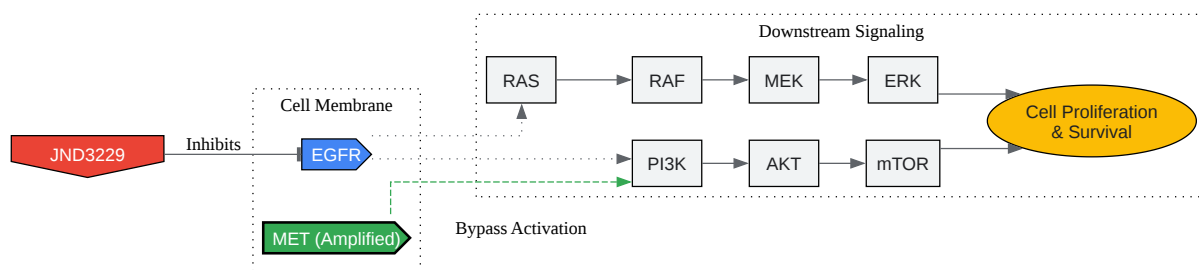 Downstream Signaling
RAS
RAF
MEK
ERK
Cell Membrane
Cell Proliferation
& Survival
JND3229
Inhibits
EGFR
PI3K
AKT
mTOR
MET (Amplified)
Bypass Activation